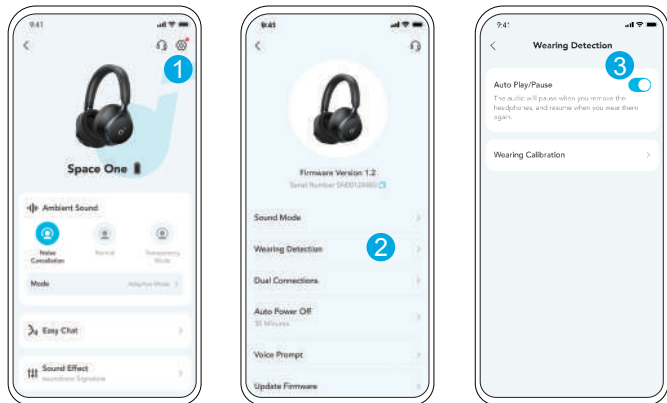 9:41
1
Space One
Ambient Sound
Noise
Cancellation
Normal
Transparency
Mode
Mode
Adaptive Mode
Easy Chat
Sound Effect
soundcore Signature
9:41
Firmware Version 1.2
Sound Mode
Wearing Detection
2
Dual Connections
Auto Power Off
30 Minutes
Voice Prompt
Update Firmware
9:41
Wearing Detection
3
Auto Play/Pause
The audio will pause when you remove the
headphones, and resume when you wear them
again.
Wearing Calibration